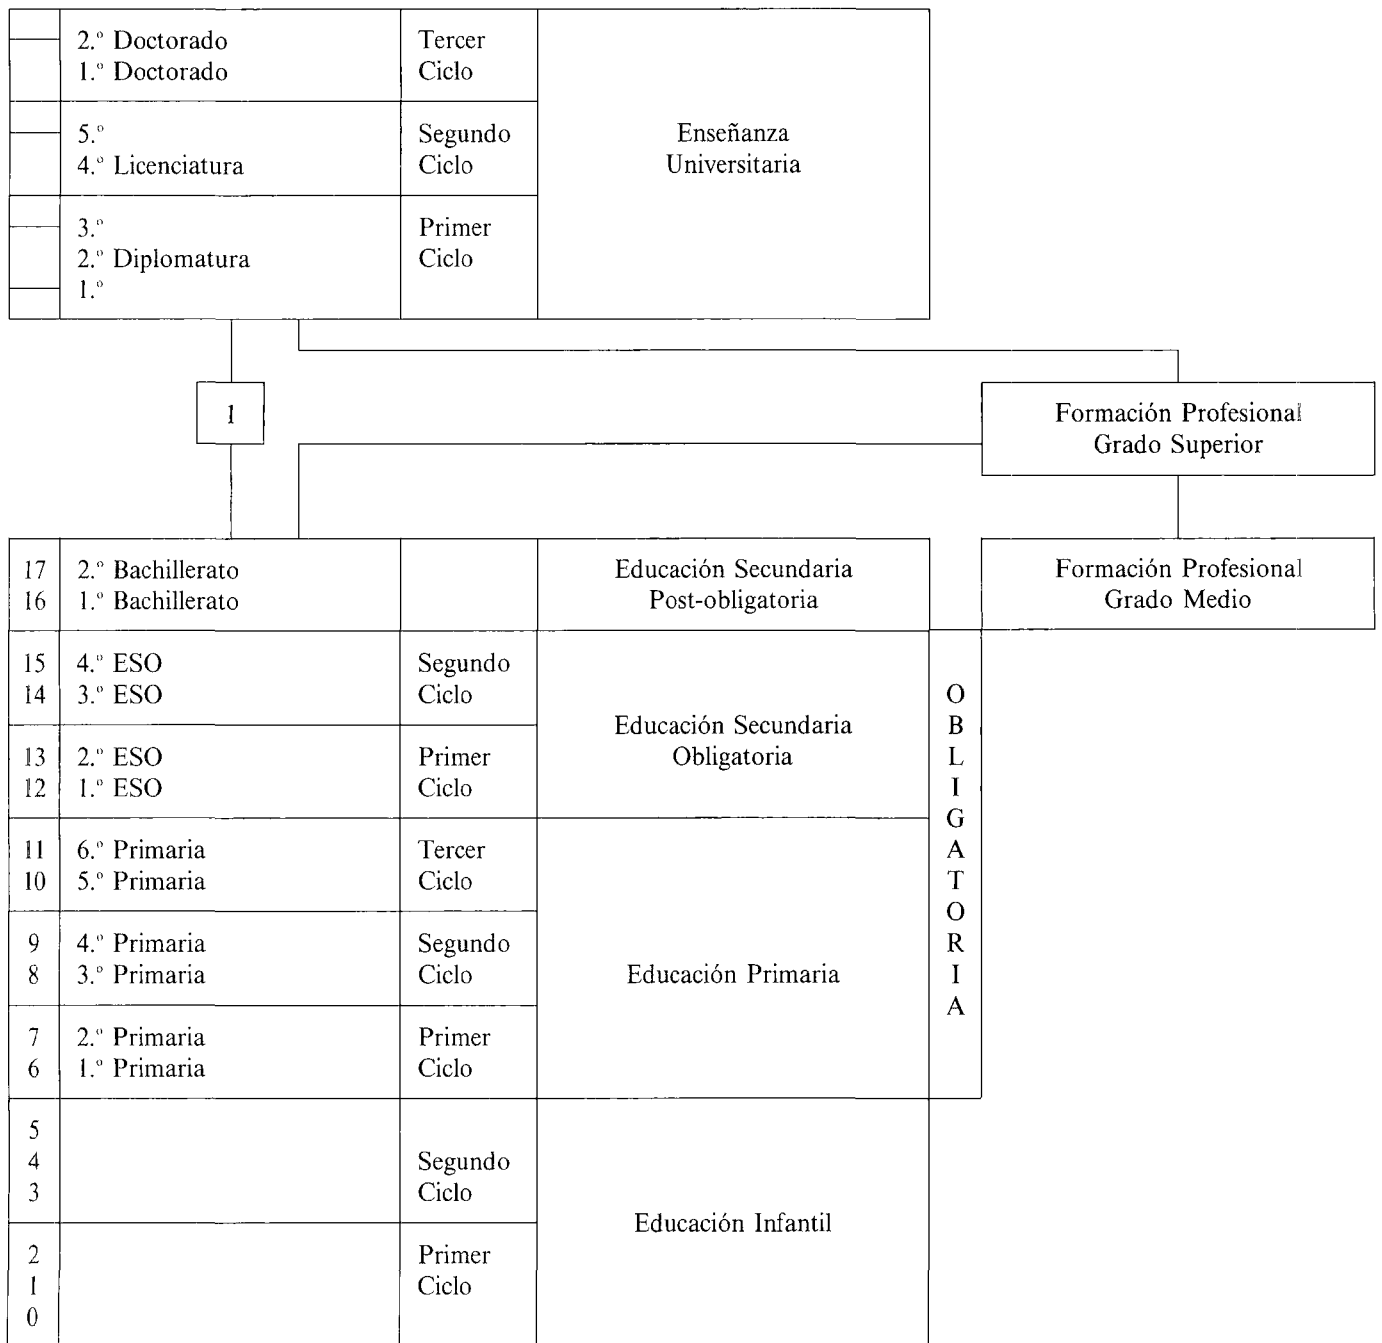 2.º Doctorado
1.º Doctorado
Tercer
Ciclo
5.º
4.º Licenciatura
Segundo
Ciclo
Enseñanza
Universitaria
3.º
2.º Diplomatura
1.º
Primer
Ciclo
1
Formación Profesional
Grado Superior
17 2.º Bachillerato
16 1.º Bachillerato
Educación Secundaria
Post-obligatoria
Formación Profesional
Grado Medio
15 4.º ESO
14 3.º ESO
Segundo
Ciclo
Educación Secundaria
Obligatoria
13 2.º ESO
12 1.º ESO
Primer
Ciclo
11 6.º Primaria
10 5.º Primaria
Tercer
Ciclo
9 4.º Primaria
8 3.º Primaria
Segundo
Ciclo
Educación Primaria
7 2.º Primaria
6 1.º Primaria
Primer
Ciclo
OBLIGATORIA
5
4
3
Segundo
Ciclo
Educación Infantil
2
1
0
Primer
Ciclo